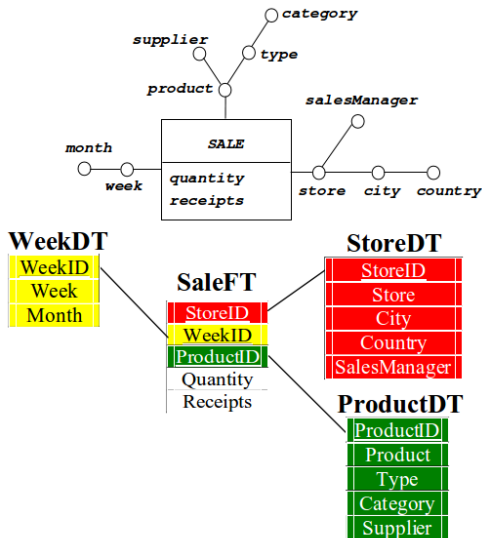 category
supplier
type
product
salesManager
SALE
month
week
quantity
receipts
store
city
country
WeekDT
WeekID
Week
Month
SaleFT
StoreID
WeekID
ProductID
Quantity
Receipts
StoreDT
StoreID
Store
City
Country
SalesManager
ProductDT
ProductID
Product
Type
Category
Supplier